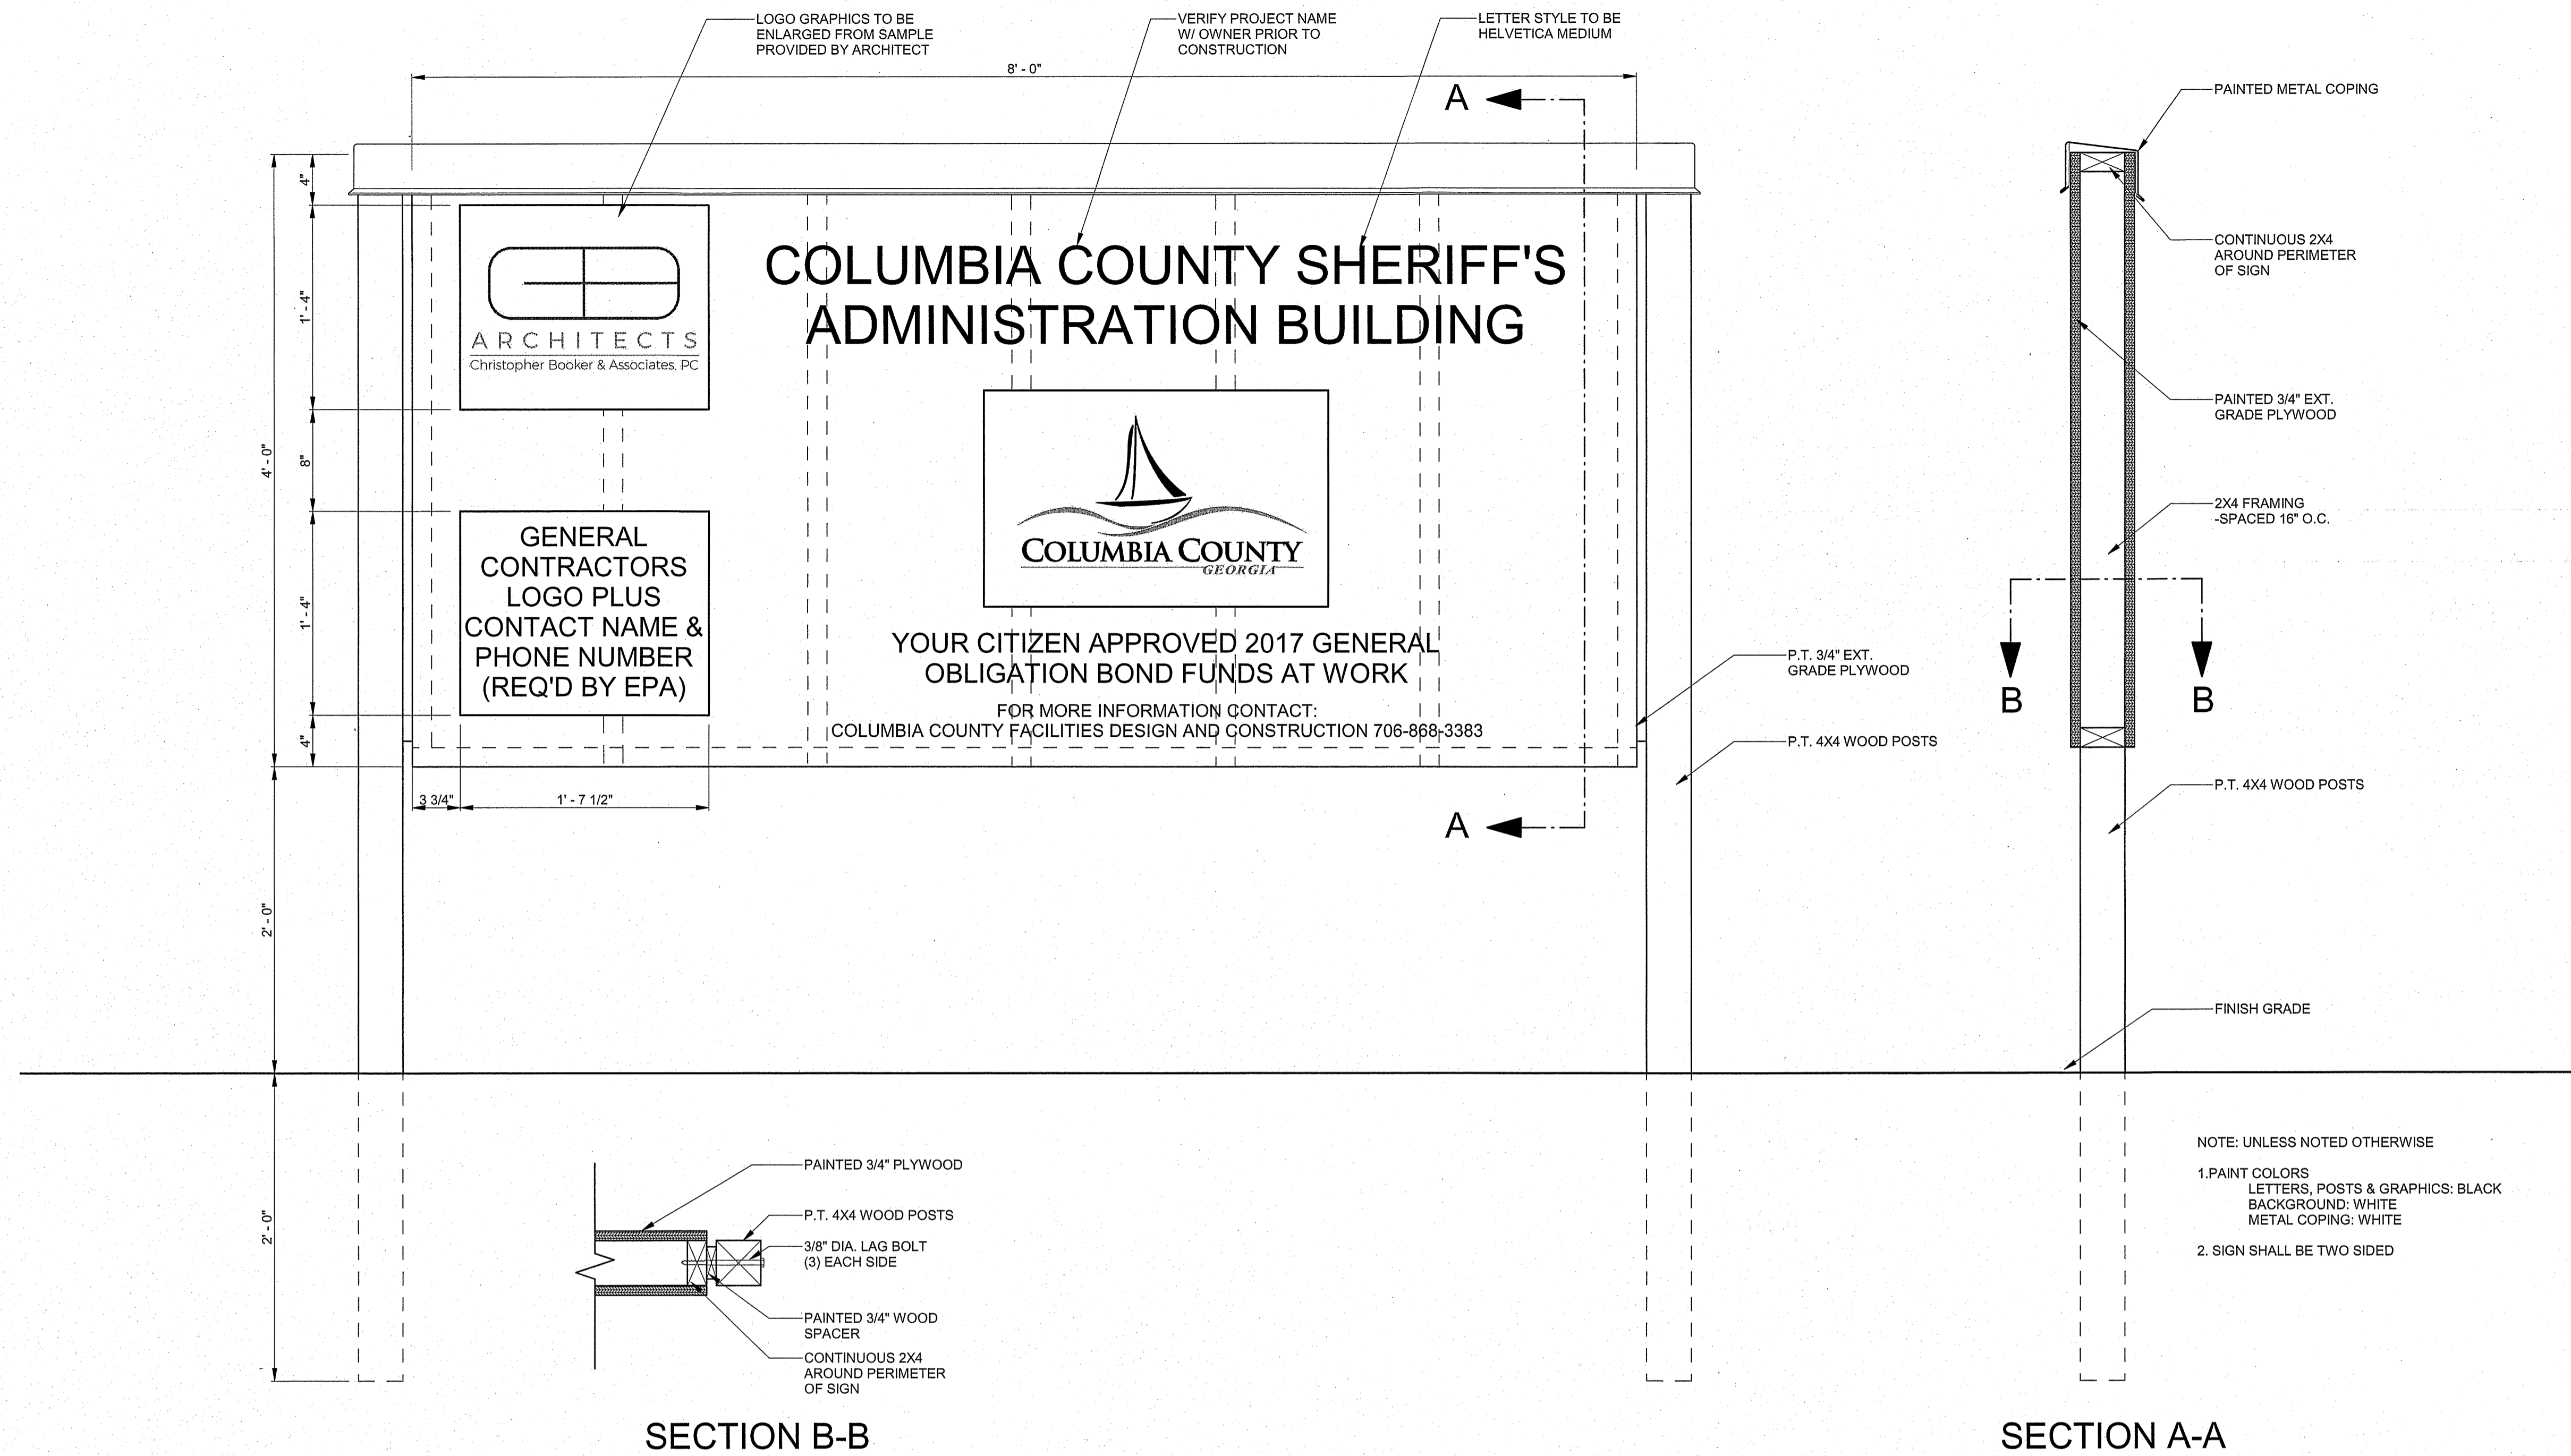 LOGO GRAPHICS TO BE
ENLARGED FROM SAMPLE
PROVIDED BY ARCHITECT
VERIFY PROJECT NAME
W/ OWNER PRIOR TO
CONSTRUCTION
LETTER STYLE TO BE
HELVETICA MEDIUM
8' - 0"
A
4"
1' - 4"
8"
1' - 4"
4"
4' - 0"
2' - 0"
2' - 0"
ARCHITECTS
Christopher Booker & Associates, PC
COLUMBIA COUNTY SHERIFF'S
ADMINISTRATION BUILDING
COLUMBIA COUNTY
GEORGIA
GENERAL
CONTRACTORS
LOGO PLUS
CONTACT NAME &
PHONE NUMBER
(REQ'D BY EPA)
YOUR CITIZEN APPROVED 2017 GENERAL
OBLIGATION BOND FUNDS AT WORK
FOR MORE INFORMATION CONTACT:
COLUMBIA COUNTY FACILITIES DESIGN AND CONSTRUCTION 706-868-3383
3 3/4"
1' - 7 1/2"
A
P.T. 3/4" EXT.
GRADE PLYWOOD
P.T. 4X4 WOOD POSTS
PAINTED METAL COPING
CONTINUOUS 2X4
AROUND PERIMETER
OF SIGN
PAINTED 3/4" EXT.
GRADE PLYWOOD
2X4 FRAMING
-SPACED 16" O.C.
B
B
P.T. 4X4 WOOD POSTS
FINISH GRADE
NOTE: UNLESS NOTED OTHERWISE
1.PAINT COLORS
LETTERS, POSTS & GRAPHICS: BLACK
BACKGROUND: WHITE
METAL COPING: WHITE
2. SIGN SHALL BE TWO SIDED
PAINTED 3/4" PLYWOOD
P.T. 4X4 WOOD POSTS
3/8" DIA. LAG BOLT
(3) EACH SIDE
PAINTED 3/4" WOOD
SPACER
CONTINUOUS 2X4
AROUND PERIMETER
OF SIGN
SECTION B-B
SECTION A-A